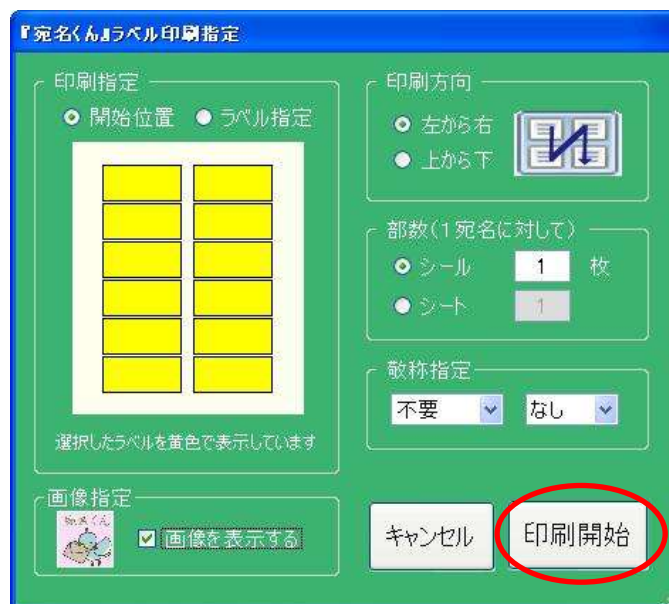 『宛名くん』ラベル印刷指定
印刷指定
開始位置 ラベル指定
選択したラベルを黄色で表示しています
印刷方向
左から右
上から下
部数(1宛名に対して)
シール 1 枚
シート 1
敬称指定
不要 なし
画像指定
宛名くん
画像を表示する
キャンセル 印刷開始